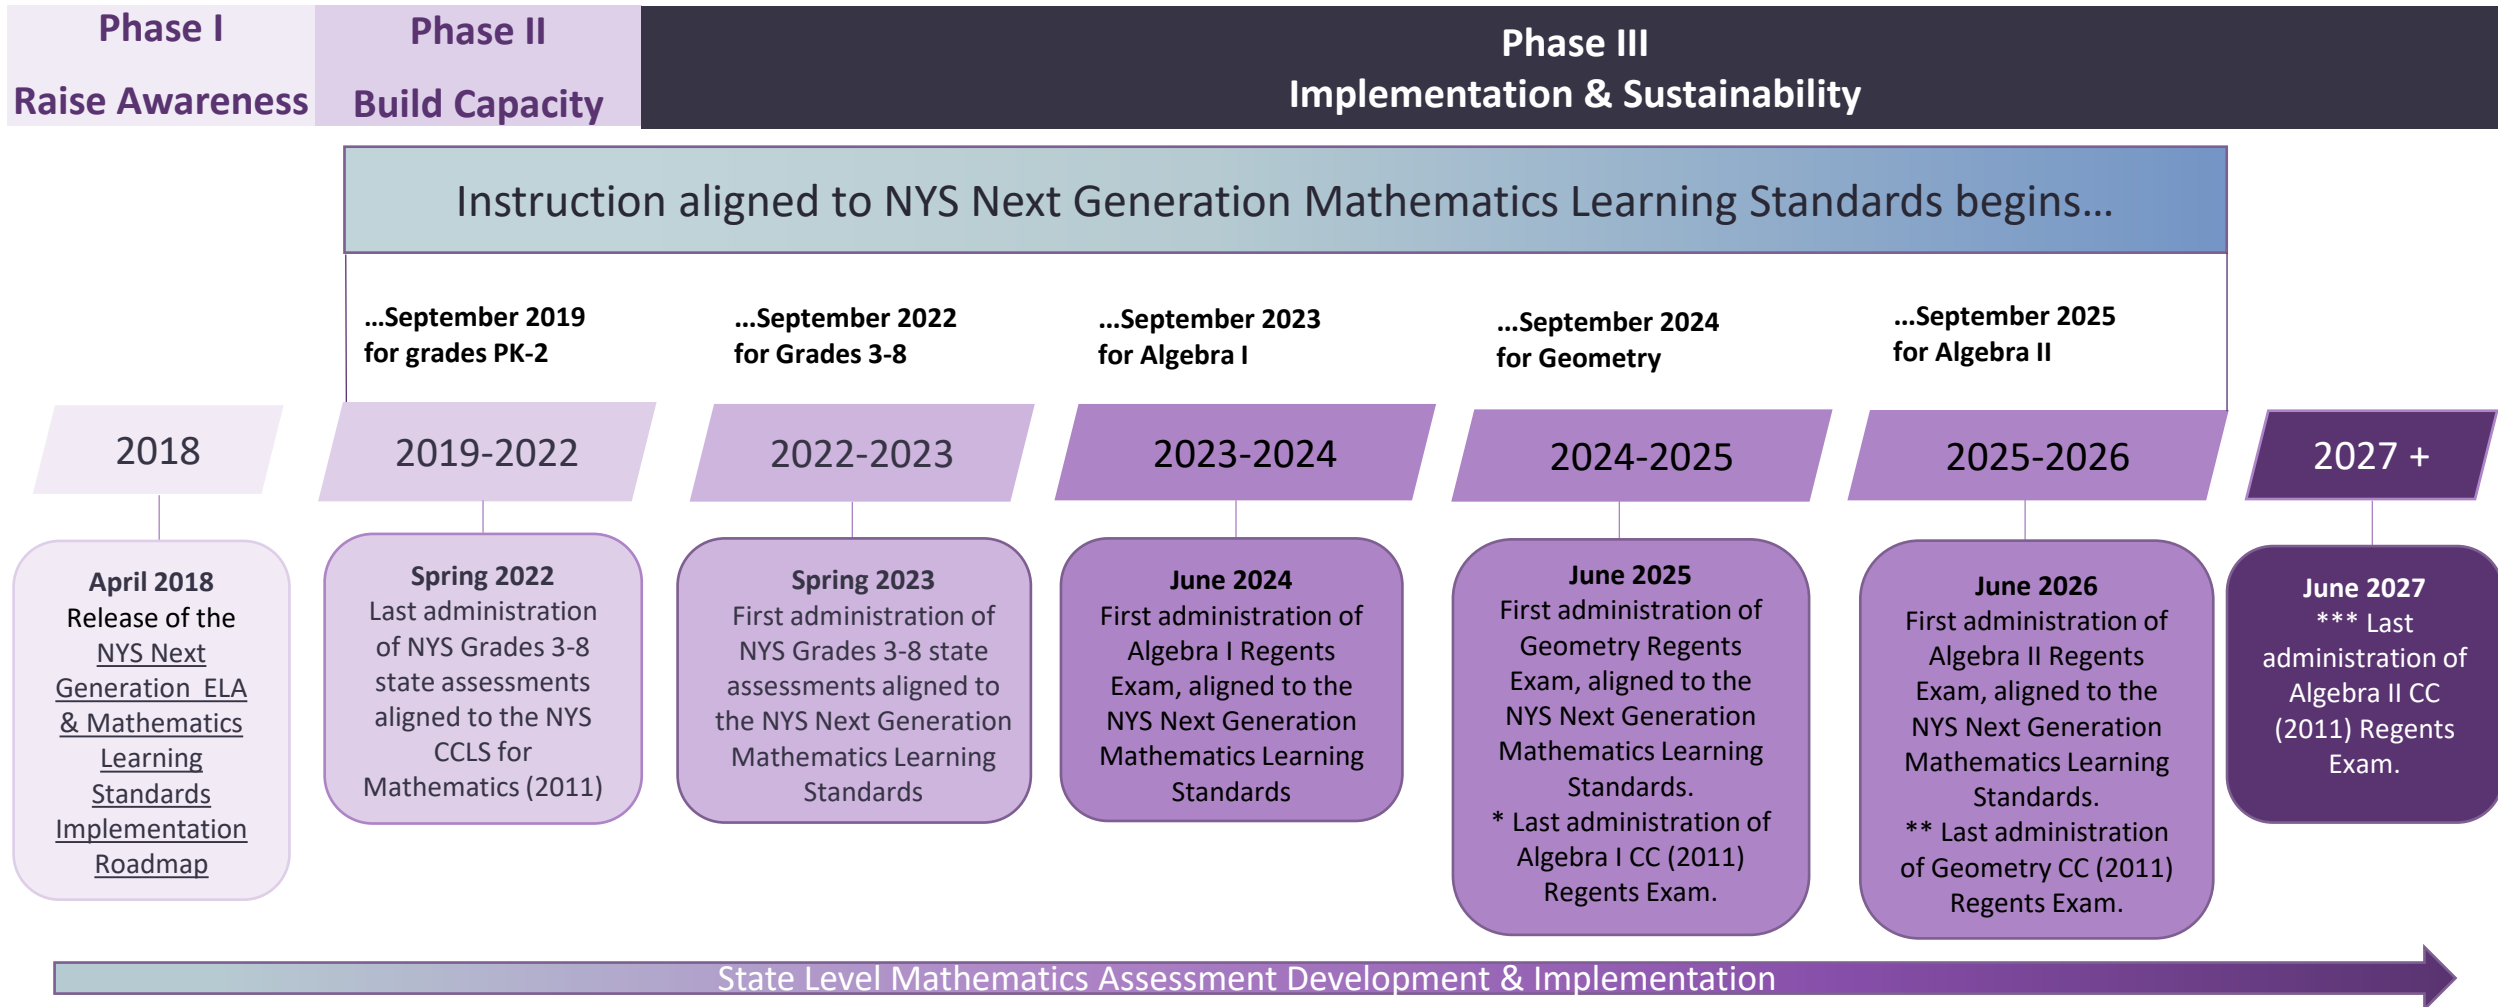 Phase I
Raise Awareness
Phase II
Build Capacity
Phase III
Implementation & Sustainability
Instruction aligned to NYS Next Generation Mathematics Learning Standards begins...
...September 2019
for grades PK-2
...September 2022
for Grades 3-8
...September 2023
for Algebra I
...September 2024
for Geometry
...September 2025
for Algebra II
2018
2019-2022
2022-2023
2023-2024
2024-2025
2025-2026
2027 +
April 2018
Release of the
NYS Next
Generation ELA
& Mathematics
Learning
Standards
Implementation
Roadmap
Spring 2022
Last administration
of NYS Grades 3-8
state assessments
aligned to the NYS
CCLS for
Mathematics (2011)
Spring 2023
First administration of
NYS Grades 3-8 state
assessments aligned to
the NYS Next Generation
Mathematics Learning
Standards
June 2024
First administration of
Algebra I Regents
Exam, aligned to the
NYS Next Generation
Mathematics Learning
Standards
June 2025
First administration of
Geometry Regents
Exam, aligned to the
NYS Next Generation
Mathematics Learning
Standards.
* Last administration of
Algebra I CC (2011)
Regents Exam.
June 2026
First administration of
Algebra II Regents
Exam, aligned to the
NYS Next Generation
Mathematics Learning
Standards.
** Last administration
of Geometry CC (2011)
Regents Exam.
June 2027
*** Last
administration of
Algebra II CC
(2011) Regents
Exam.
State Level Mathematics Assessment Development & Implementation